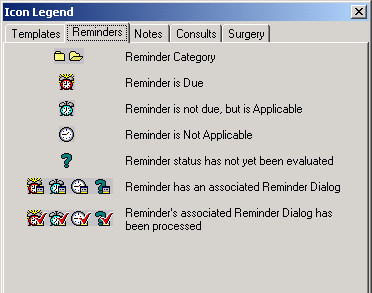 Icon Legend
Templates Reminders Notes Consults Surgery
Reminder Category
Reminder is Due
Reminder is not due, but is Applicable
Reminder is Not Applicable
Reminder status has not yet been evaluated
Reminder has an associated Reminder Dialog
Reminder's associated Reminder Dialog has
been processed